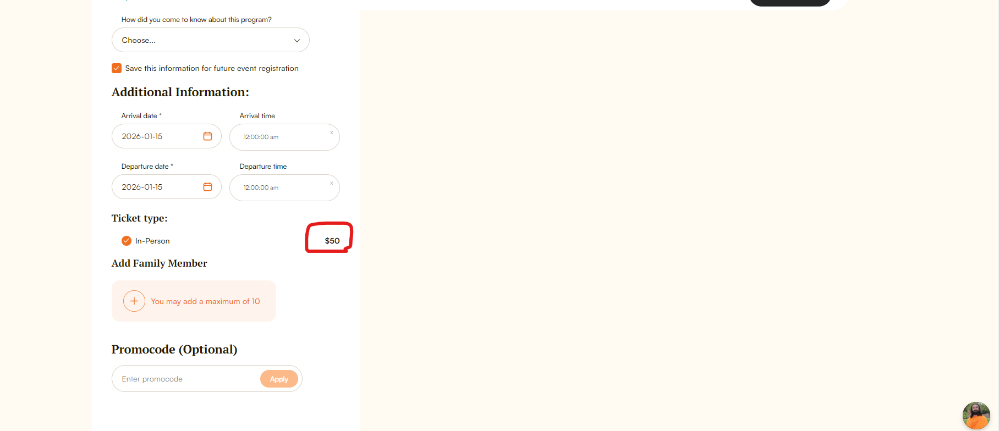 How did you come to know about this program?
Choose...
Save this information for future event registration
Additional Information:
Arrival date * Arrival time
2026-01-15 12:00:00 am x
Departure date * Departure time
2026-01-15 12:00:00 am x
Ticket type:
In-Person $50
Add Family Member
You may add a maximum of 10
Promocode (Optional)
Enter promocode Apply